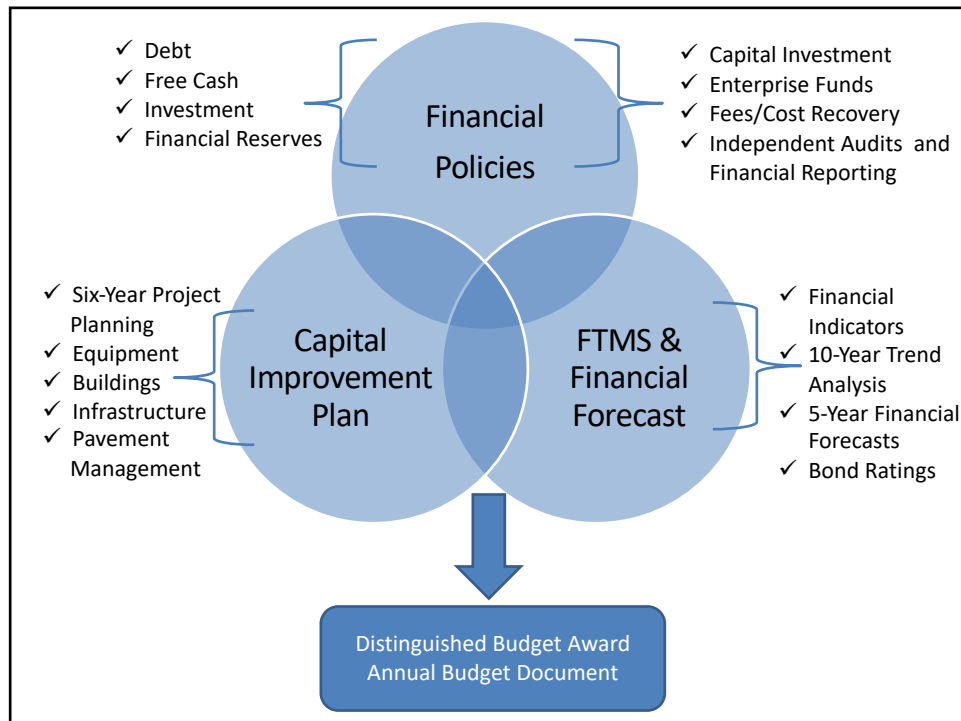 ✓ Debt
✓ Free Cash
✓ Investment
✓ Financial Reserves
Financial
Policies
✓ Capital Investment
✓ Enterprise Funds
✓ Fees/Cost Recovery
✓ Independent Audits and
Financial Reporting
✓ Six-Year Project
Planning
✓ Equipment
✓ Buildings
✓ Infrastructure
✓ Pavement
Management
Capital
Improvement
Plan
FTMS &
Financial
Forecast
✓ Financial
Indicators
✓ 10-Year Trend
Analysis
✓ 5-Year Financial
Forecasts
✓ Bond Ratings
Distinguished Budget Award
Annual Budget Document